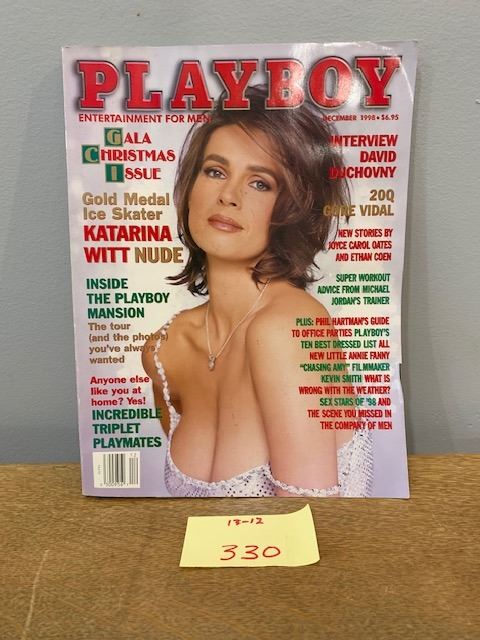 PLAYBOY
ENTERTAINMENT FOR MEN
DECEMBER 1998 • $6.95
GALA
CHRISTMAS
ISSUE
Gold Medal
Ice Skater
KATARINA
WITT NUDE
INSIDE
THE PLAYBOY
MANSION
The tour
(and the photos)
you've always
wanted
Anyone else
like you at
home? Yes!
INCREDIBLE
TRIPLET
PLAYMATES
INTERVIEW
DAVID
DUCHOVNY
20Q
GORE VIDAL
NEW STORIES BY
JOYCE CAROL OATES
AND ETHAN COEN
SUPER WORKOUT
ADVICE FROM MICHAEL
JORDAN'S TRAINER
PLUS: PHIL HARTMAN'S GUIDE
TO OFFICE PARTIES PLAYBOY'S
TEN BEST DRESSED LIST ALL
NEW LITTLE ANNIE FANNY
"CHASING AMY" FILMMAKER
KEVIN SMITH WHAT IS
WRONG WITH THE WEATHER?
SEX STARS OF '98 AND
THE SCENE YOU MISSED IN
THE COMPANY OF MEN
12
13-12
330